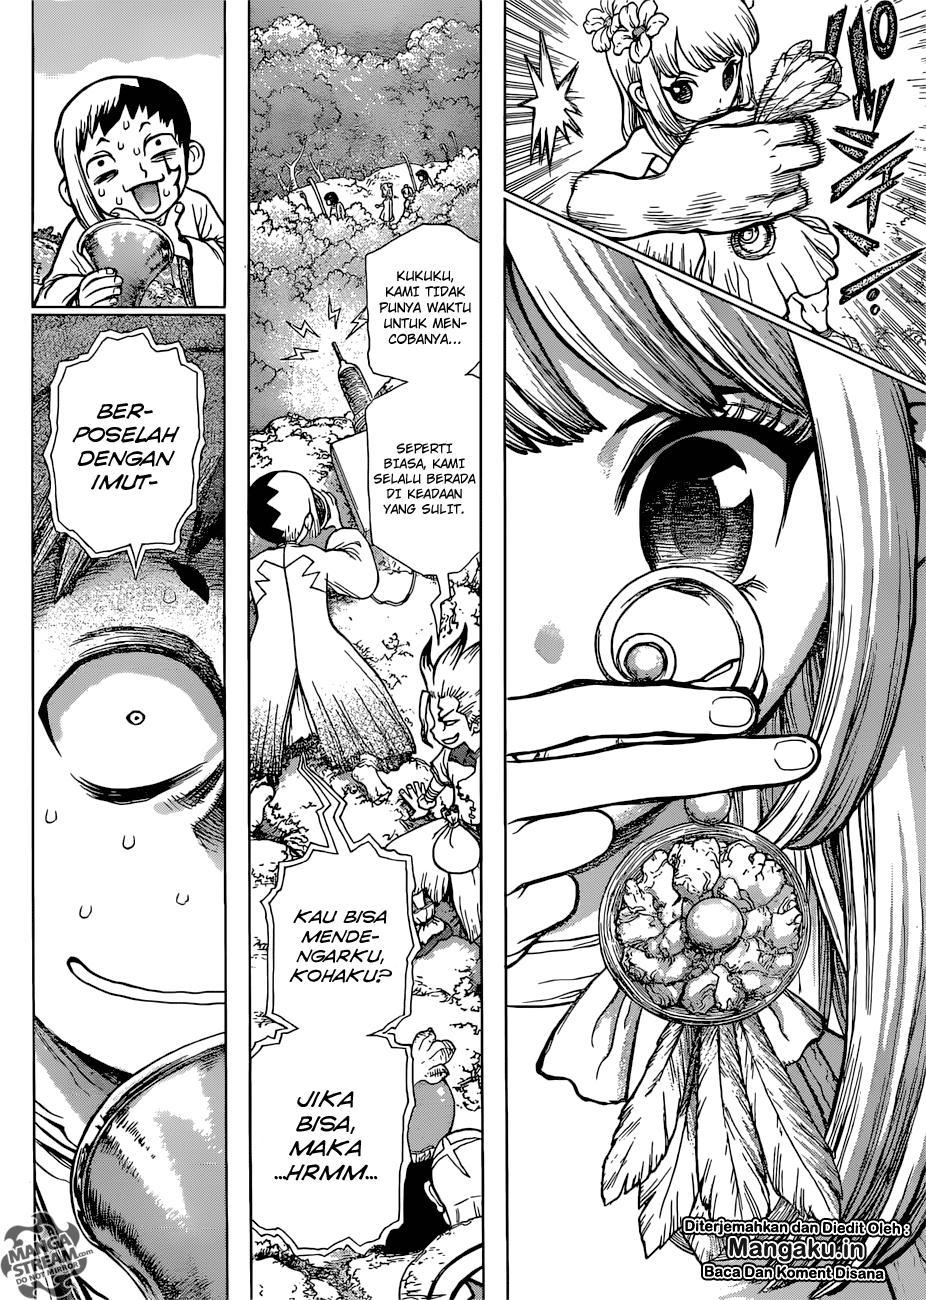 KUKUKU,
KAMI TIDAK
PUNYA WAKTU
UNTUK MEN-
COBANYA...
SEPERTI
BIASA, KAMI
SELALU BERADA
DI KEADAAN
YANG SULIT.
KAU BISA
MENDE-
NGARKU,
KOHAKU?
JIKA
BISA,
MAKA
...HRMM...
BER-
POSELAH
DENGAN
IMUT-
MANGA
STREAM.com
DO NOT MIRROR!
Diterjemahkan dan Diedit Oleh :
Mangaku.in
Baca Dan Koment Disana